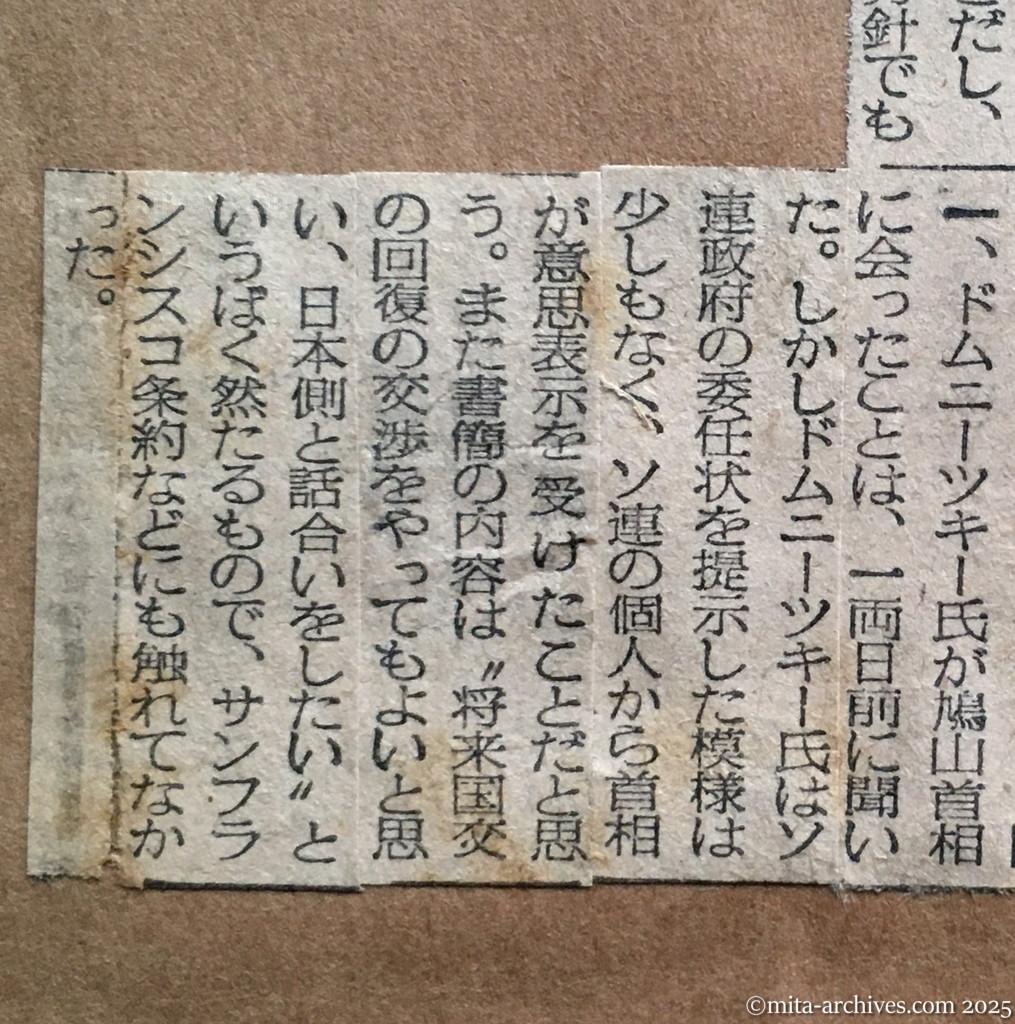 だし、
針でも
一、ドムニーツキー氏が鳩山首相
に会ったことは、一両日前に聞い
た。しかしドムニーツキー氏はソ
連政府の委任状を提示した模様は
少しもなく、ソ連の個人から首相
が意思表示を受けたことだと思
う。また書簡の内容は〝将来国交
の回復の交渉をやってもよいと思
い、日本側と話合いをしたい〟と
いうばく然たるもので、サンフラ
ンシスコ条約などにも触れてなか
った。
©mita-archives.com 2025